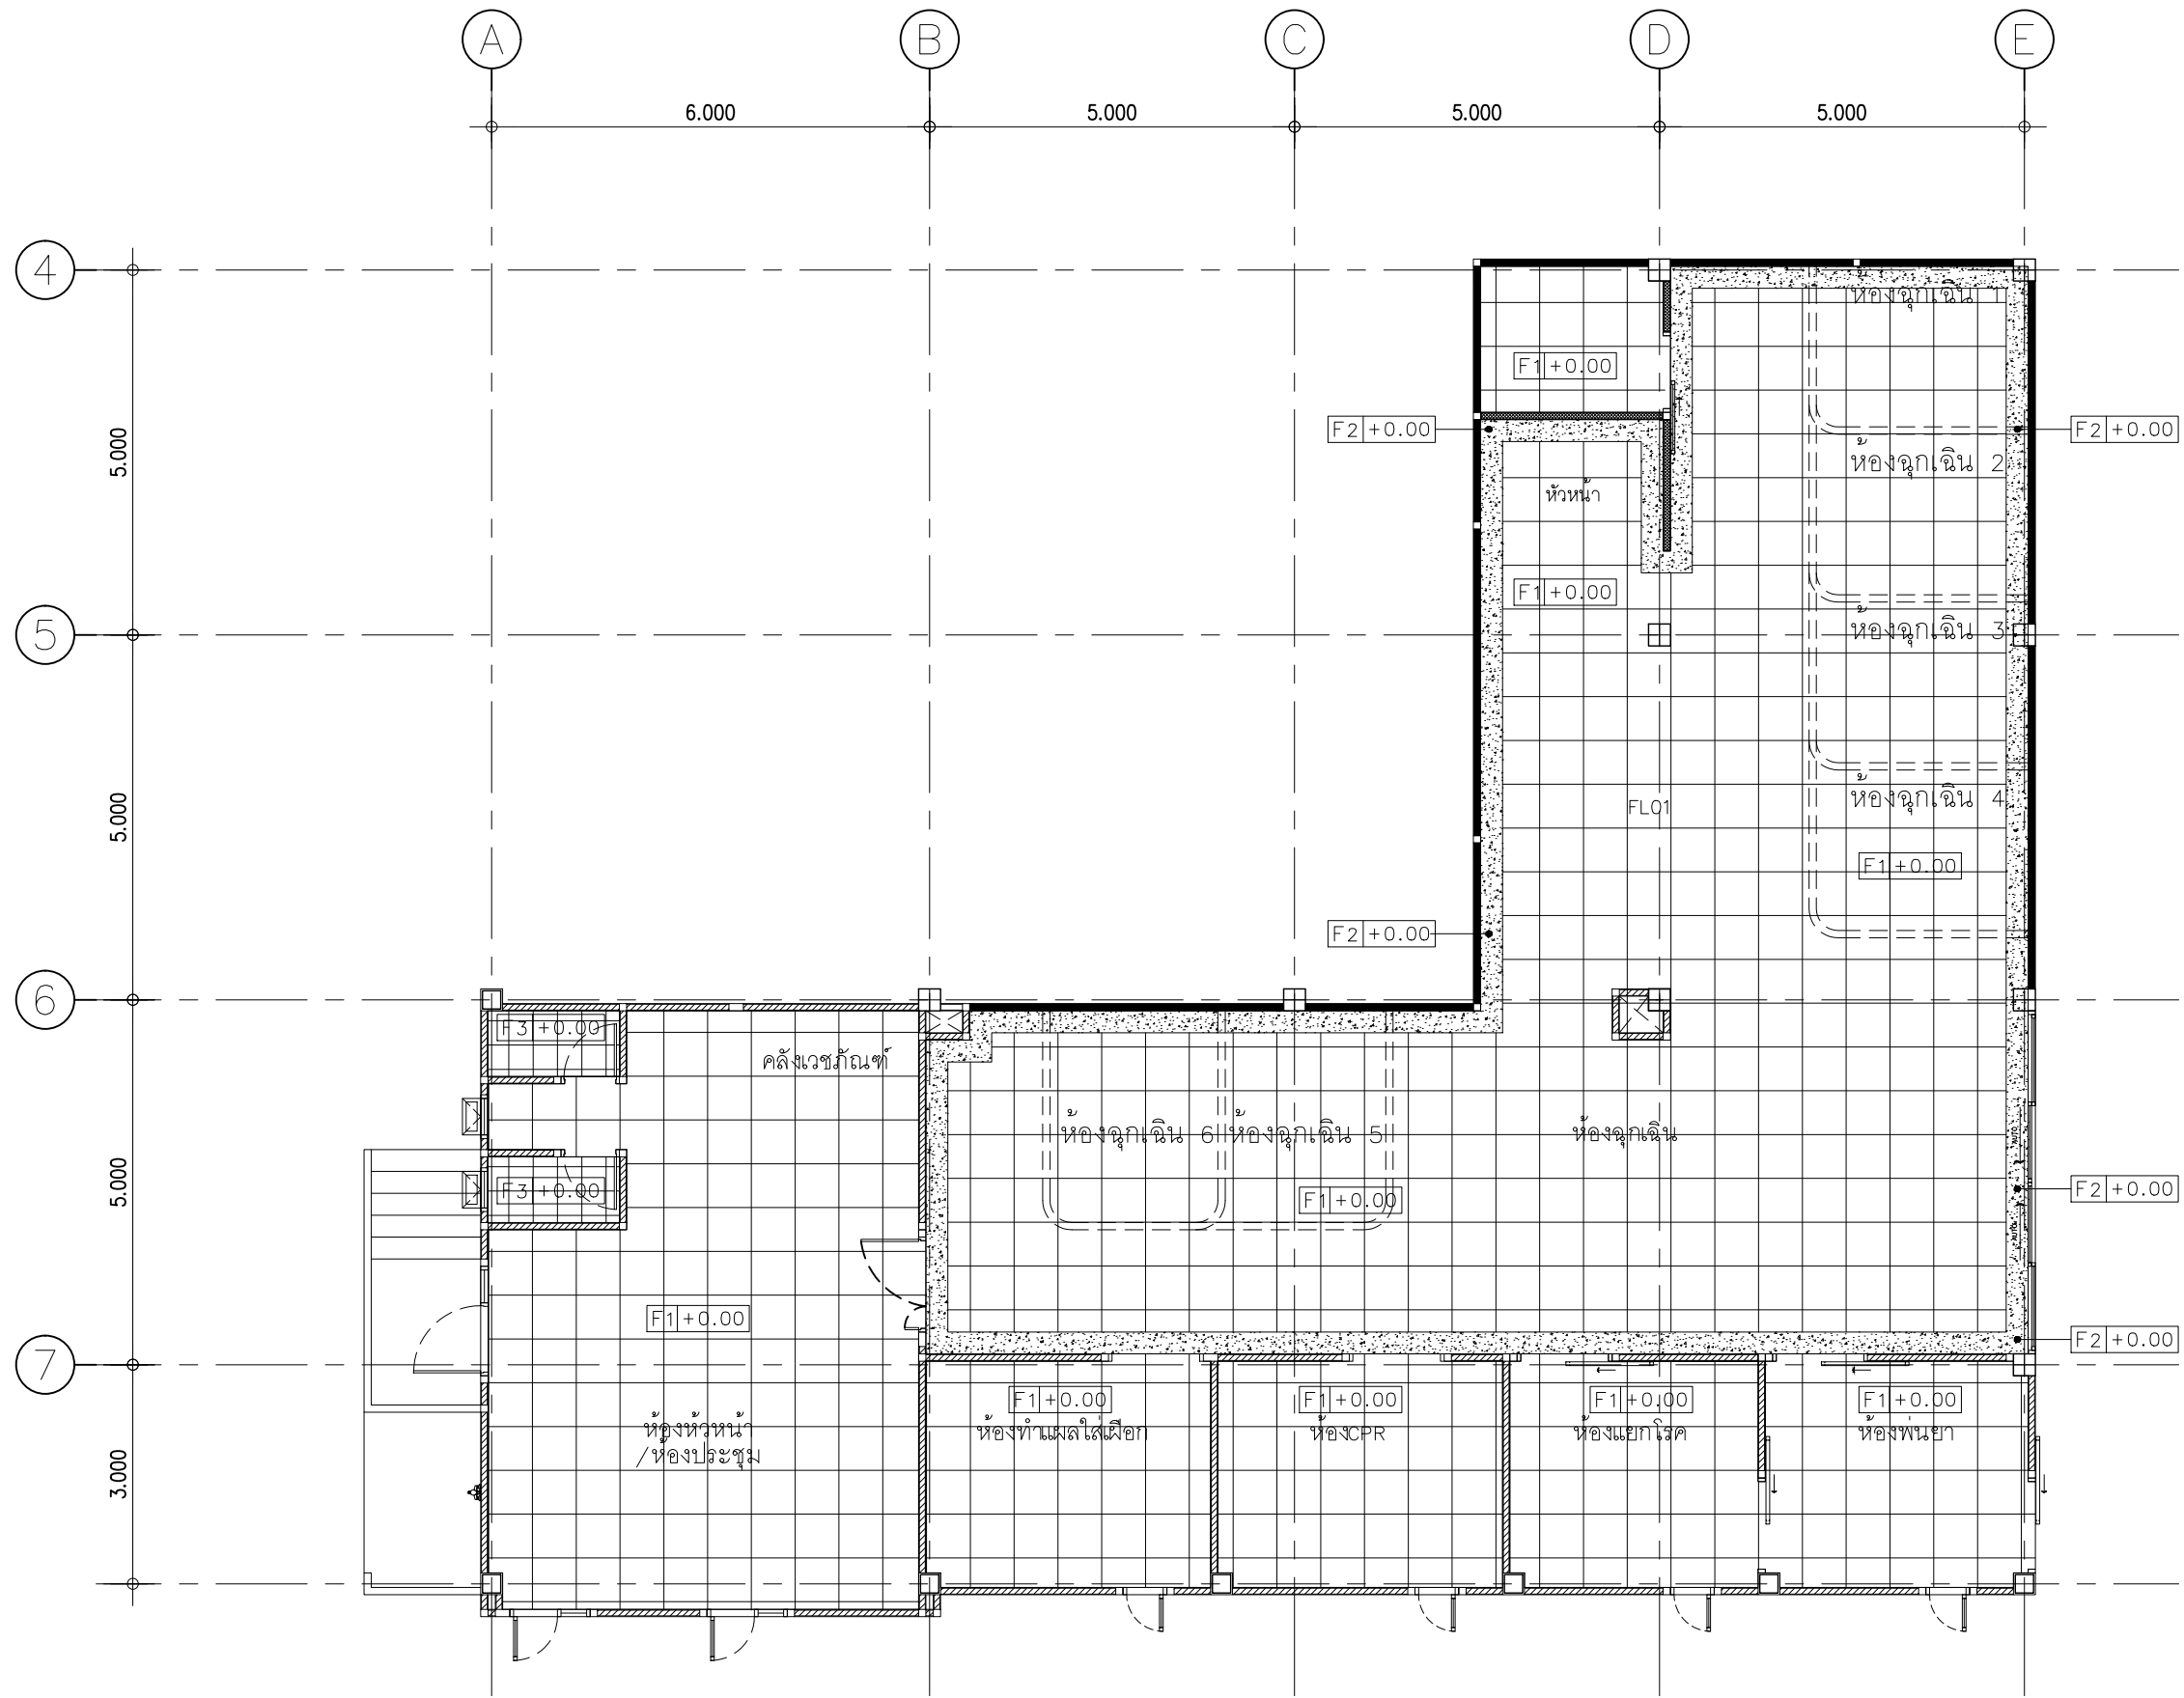 A
B
C
D
E
6.000
5.000
5.000
5.000
4
ห้องฉุกเฉิน 1
F1 +0.00
F2 +0.00
F2 +0.00
5.000
ห้องฉุกเฉิน 2
หัวหน้า
F1 +0.00
5
ห้องฉุกเฉิน 3
5.000
ห้องฉุกเฉิน 4
FL01
F1 +0.00
F2 +0.00
6
F3 +0.00
คลังเวชภัณฑ์
ห้องฉุกเฉิน 6
ห้องฉุกเฉิน 5
ห้องฉุกเฉิน
AUTO
5.000
F3 +0.00
F1 +0.00
F2 +0.00
AUTO
F1 +0.00
F2 +0.00
7
F1 +0.00
F1 +0.00
F1 +0.00
F1 +0.00
ห้องหัวหน้า
/ห้องประชุม
ห้องทำแผลใส่เฝือก
ห้องCPR
ห้องแยกโรค
ห้องพ่นยา
3.000